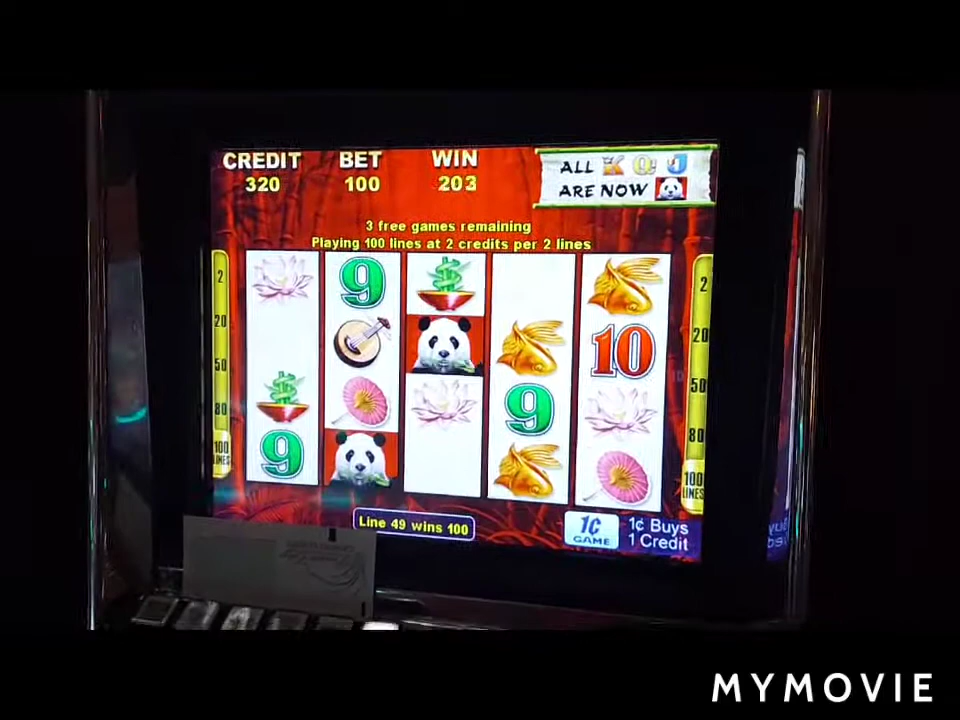 CREDIT BET WIN
320 100 203
ALL K Q J
ARE NOW
3 free games remaining
Playing 100 lines at 2 credits per 2 lines
2 9 2
20 10 20
50 50
80 9 80
100 LINES 9 100 LINES
Line 49 wins 100
1¢ GAME
1¢ Buys
1 Credit
MYMOVIE